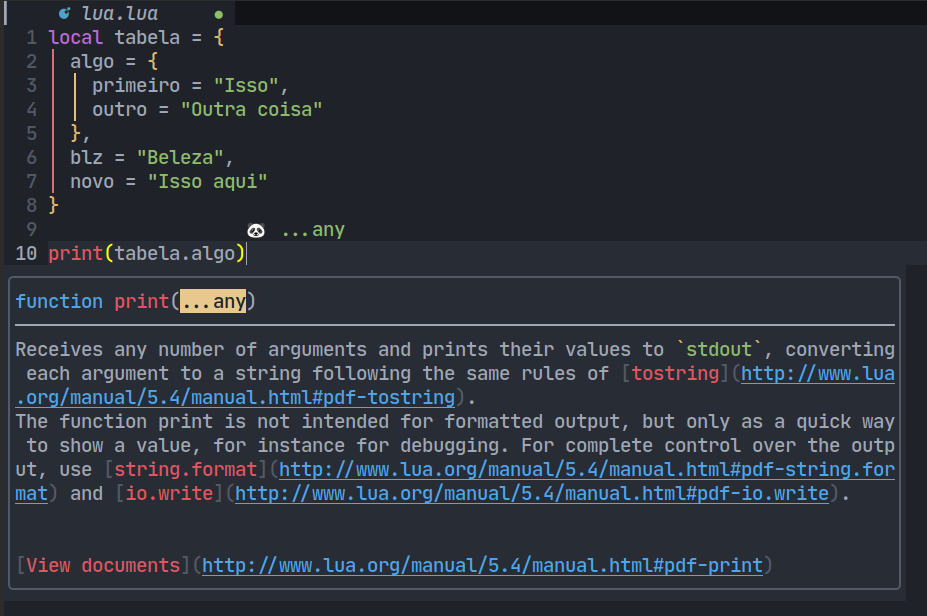 lua.lua
1 local tabela = {
2 algo = {
3 primeiro = "Isso",
4 outro = "Outra coisa"
5 },
6 blz = "Beleza",
7 novo = "Isso aqui"
8 }
9 🐼 ...any
10 print(tabela.algo)
function print(...any)
Receives any number of arguments and prints their values to `stdout`, converting
each argument to a string following the same rules of [tostring](http://www.lua
.org/manual/5.4/manual.html#pdf-tostring).
The function print is not intended for formatted output, but only as a quick way
to show a value, for instance for debugging. For complete control over the outp
ut, use [string.format](http://www.lua.org/manual/5.4/manual.html#pdf-string.for
mat) and [io.write](http://www.lua.org/manual/5.4/manual.html#pdf-io.write).
[View documents](http://www.lua.org/manual/5.4/manual.html#pdf-print)